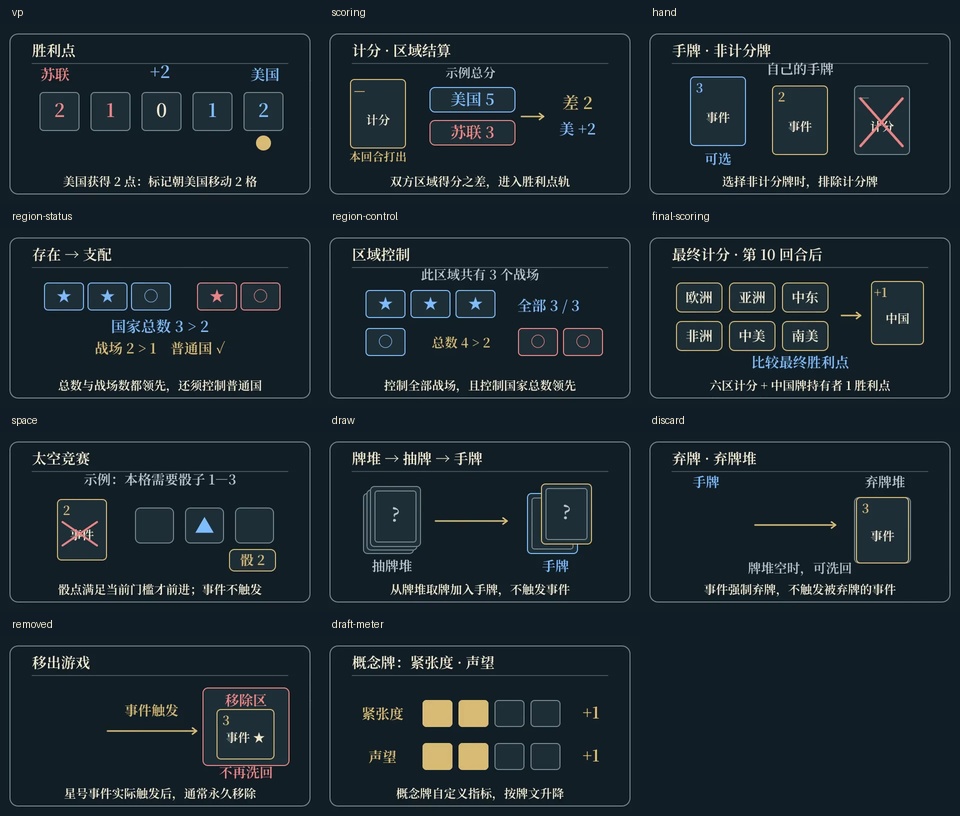 vp
胜利点
苏联 +2 美国
2 1 0 1 2
美国获得 2 点：标记朝美国移动 2 格
scoring
计分 · 区域结算
示例总分
—
计分
美国 5
苏联 3
差 2
美 +2
本回合打出
双方区域得分之差，进入胜利点轨
hand
手牌 · 非计分牌
自己的手牌
3
事件
2
事件
—
计分
可选
选择非计分牌时，排除计分牌
region-status
存在 → 支配
★ ★ ○ ★ ○
国家总数 3 > 2
战场 2 > 1 普通国 √
总数与战场数都领先，还须控制普通国
region-control
区域控制
此区域共有 3 个战场
★ ★ ★ 全部 3 / 3
○ 总数 4 > 2 ○ ○
控制全部战场，且控制国家总数领先
final-scoring
最终计分 · 第 10 回合后
欧洲 亚洲 中东
非洲 中美 南美
+1
中国
比较最终胜利点
六区计分 + 中国牌持有者 1 胜利点
space
太空竞赛
示例：本格需要骰子 1—3
2
事件
骰 2
骰点满足当前门槛才前进；事件不触发
draw
牌堆 → 抽牌 → 手牌
?
?
抽牌堆 手牌
从牌堆取牌加入手牌，不触发事件
discard
弃牌 · 弃牌堆
手牌 弃牌堆
3
事件
牌堆空时，可洗回
事件强制弃牌，不触发被弃牌的事件
removed
移出游戏
事件触发
移除区
3
事件 ★
不再洗回
星号事件实际触发后，通常永久移除
draft-meter
概念牌：紧张度 · 声望
紧张度 +1
声望 +1
概念牌自定义指标，按牌文升降